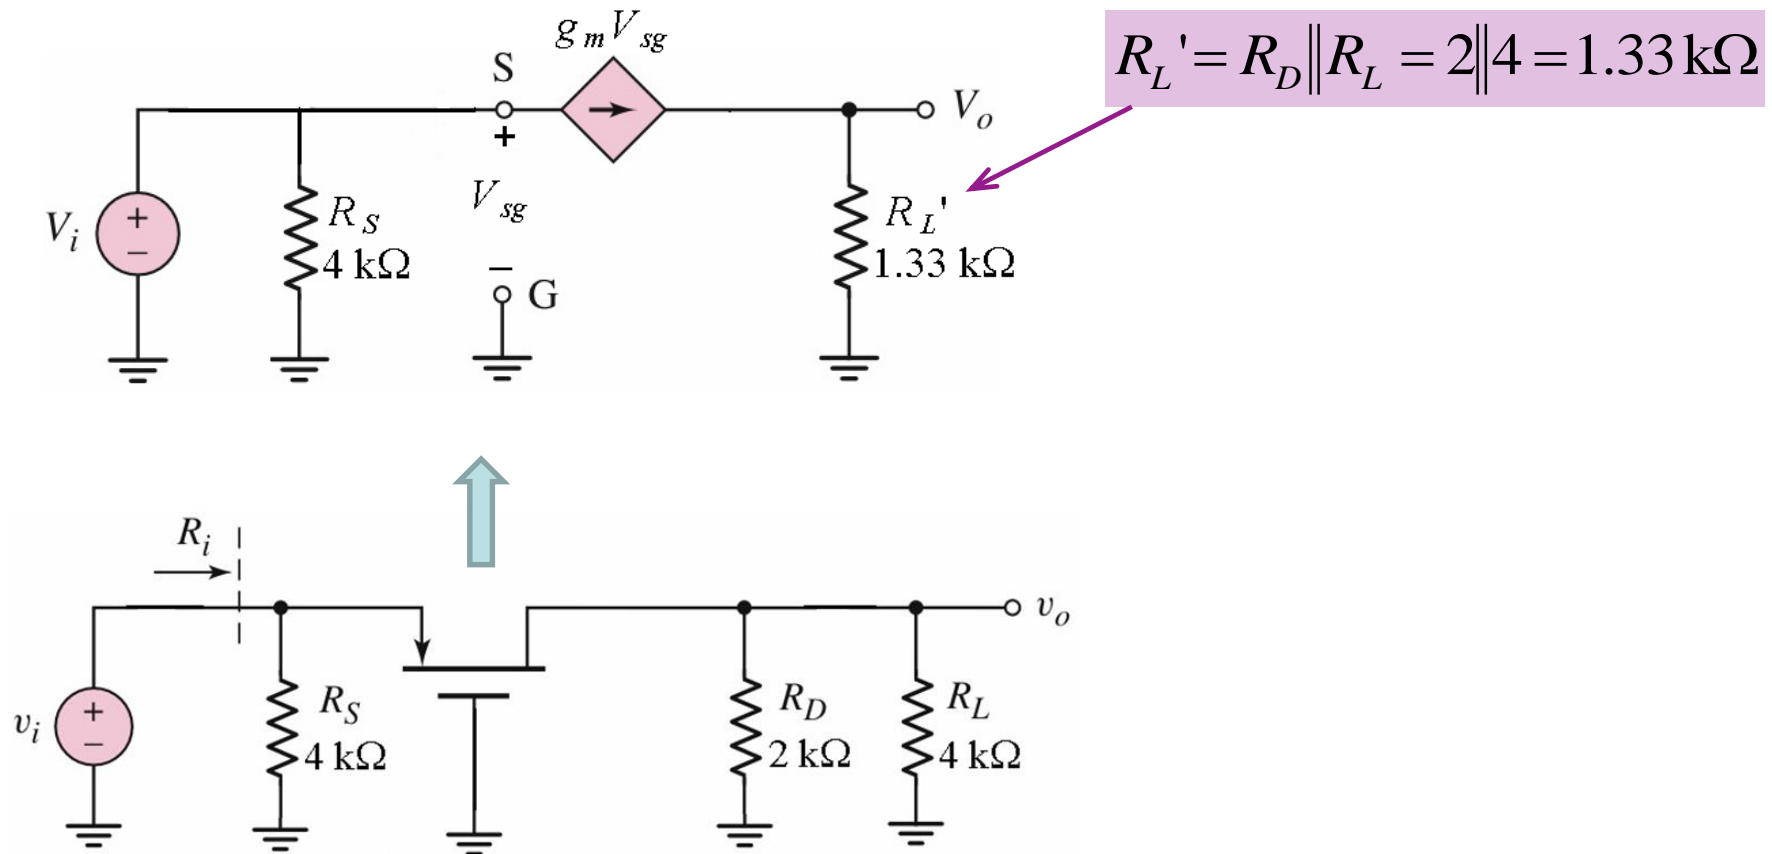 g_m V_sg
R_L' = R_D‖R_L = 2‖4 = 1.33 kΩ
S
V_o
+
V_i
+
−
R_S
4 kΩ
V_sg
R_L'
1.33 kΩ
−
G
R_i
v_o
v_i
+
−
R_S
4 kΩ
R_D
2 kΩ
R_L
4 kΩ